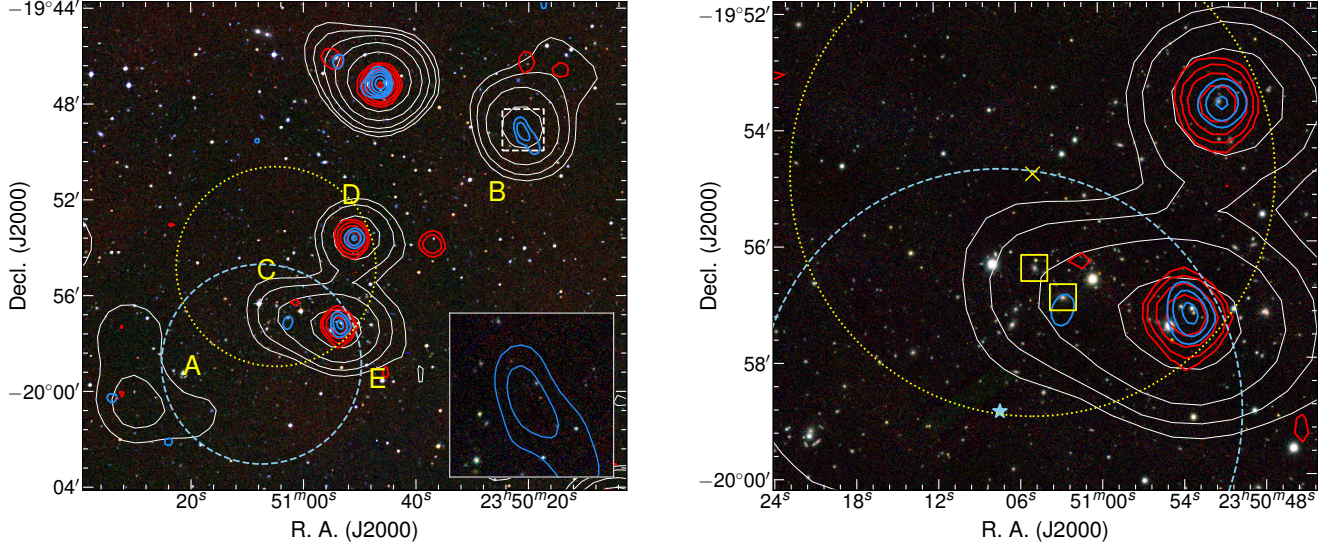 −19°44′
48′
52′
56′
−20°00′
04′
Decl. (J2000)
20ˢ
51ᵐ00ˢ
40ˢ
23ʰ50ᵐ20ˢ
R. A. (J2000)
B
D
C
A
E
−19°52′
54′
56′
58′
−20°00′
Decl. (J2000)
24ˢ
18ˢ
12ˢ
06ˢ
51ᵐ00ˢ
54ˢ
23ʰ50ᵐ48ˢ
R. A. (J2000)